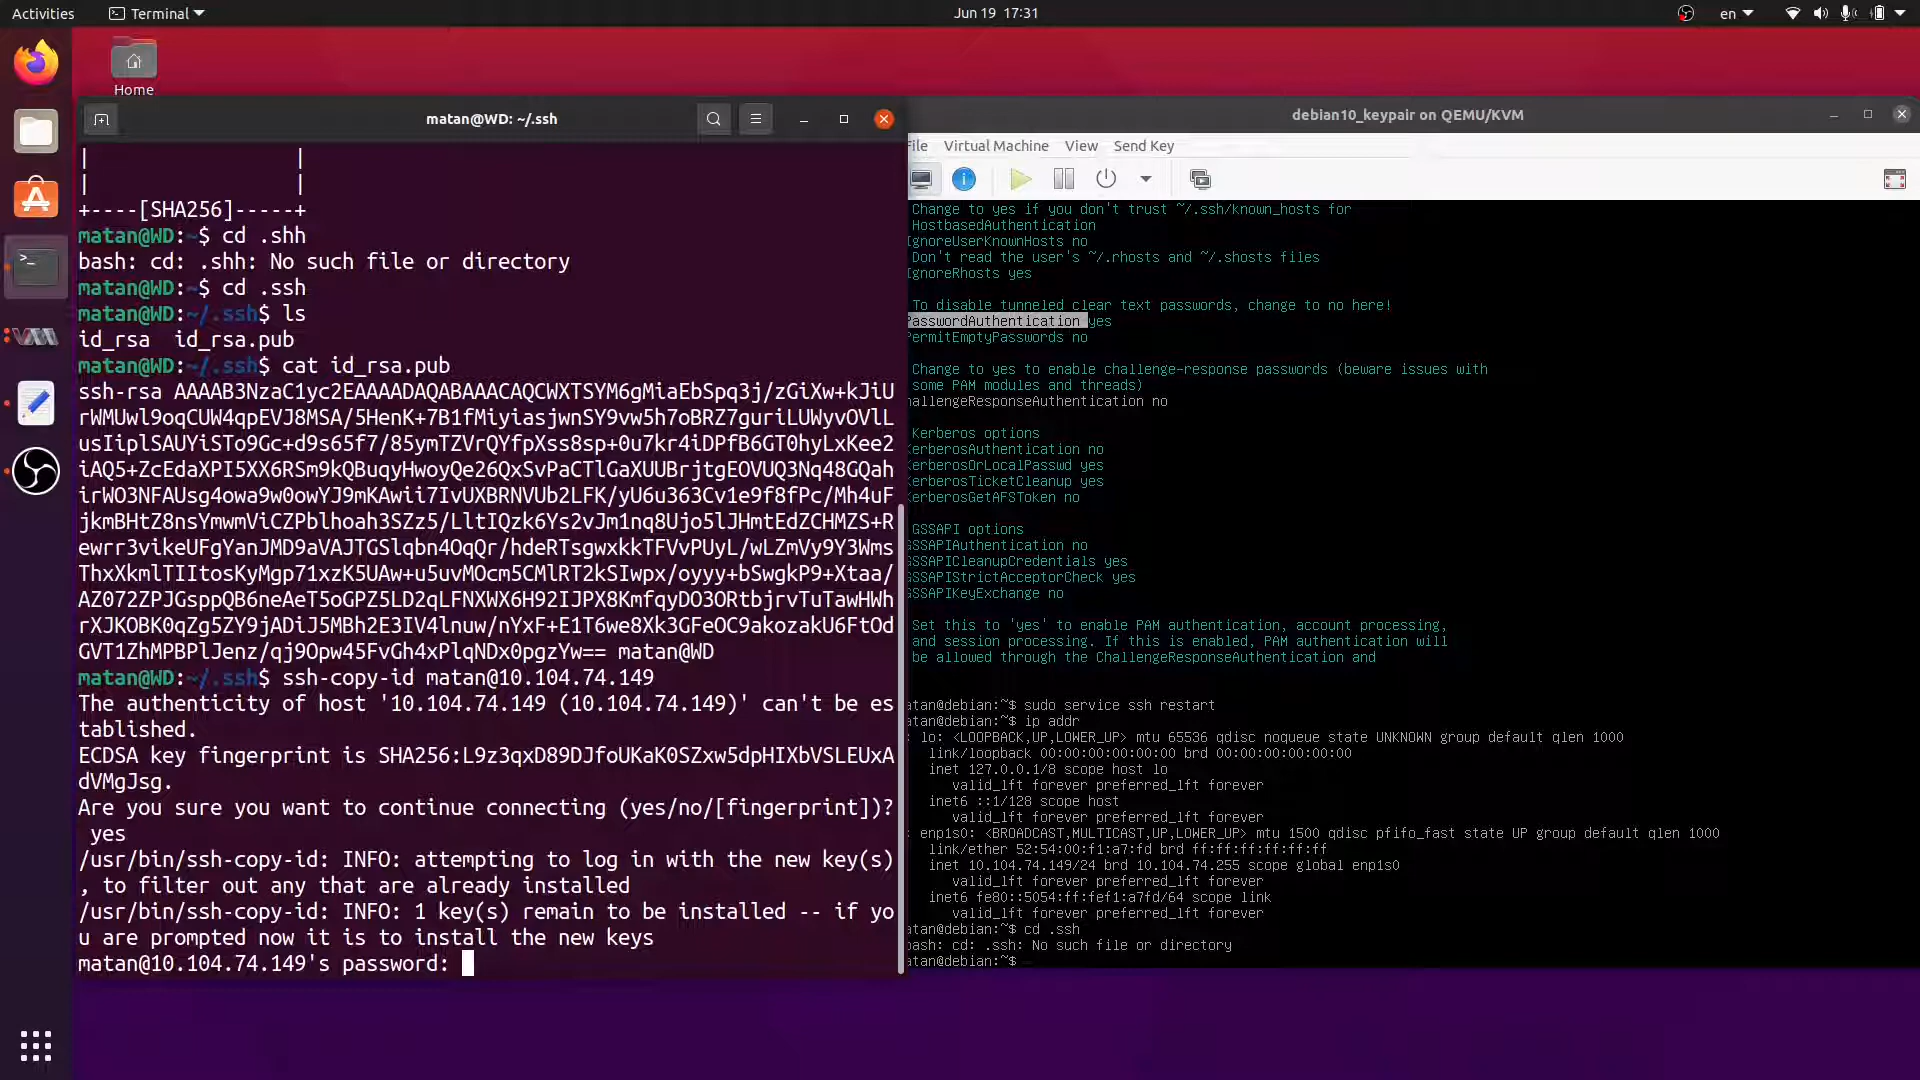 Activities
Terminal
Jun 19 17:31
en
Home
matan@WD: ~/.ssh
| |
| |
+----[SHA256]-----+
matan@WD:~$ cd .shh
bash: cd: .shh: No such file or directory
matan@WD:~$ cd .ssh
matan@WD:~/.ssh$ ls
id_rsa id_rsa.pub
matan@WD:~/.ssh$ cat id_rsa.pub
ssh-rsa AAAAB3NzaC1yc2EAAAADAQABAAACAQCWXTSYM6gMiaEbSpq3j/zGiXw+kJiU
rWMUwl9oqCUW4qpEVJ8MSA/5HenK+7B1fMiyiasjwnSY9vw5h7oBRZ7guriLUWyvOVlL
usIiplSAUYiSTo9Gc+d9s65f7/85ymTZVrQYfpXss8sp+0u7kr4iDPfB6GT0hyLxKee2
iAQ5+ZcEdaXPI5XX6RSm9kQBuqyHwoyQe26QxSvPaCTlGaXUUBrjtgEOVUQ3Nq48GQah
irWO3NFAUsg4owa9w0owYJ9mKAwii7IvUXBRNVUb2LFK/yU6u363Cv1e9f8fPc/Mh4uF
jkmBHtZ8nsYmwmViCZPblhoah3SZz5/LltIQzk6Ys2vJm1nq8Ujo5lJHmtEdZCHMZS+R
ewrr3vikeUFgYanJMD9aVAJTGSlqbn4OqQr/hdeRTsgwxkkTFVvPUyL/wLZmVy9Y3Wms
ThxXkmlTIItosKyMgp71xzK5UAw+u5uvMOcm5CMlRT2kSIwpx/oyyy+bSwgkP9+Xtaa/
AZ072ZPJGsppQB6neAeT5oGPZ5LD2qLFNXWX6H92IJPX8KmfqyDO3ORtbjrvTuTawHWh
rXJKOBK0qZg5ZY9jADiJ5MBh2E3IV4lnuw/nYxF+E1T6we8Xk3GFeOC9akozakU6FtOd
GVT1ZhMPBPlJenz/qj9Opw45FvGh4xPlqNDx0pgzYw== matan@WD
matan@WD:~/.ssh$ ssh-copy-id matan@10.104.74.149
The authenticity of host '10.104.74.149 (10.104.74.149)' can't be es
tablished.
ECDSA key fingerprint is SHA256:L9z3qxD89DJfoUKaK0SZxw5dpHIXbVSLEUxA
dVMgJsg.
Are you sure you want to continue connecting (yes/no/[fingerprint])?
yes
/usr/bin/ssh-copy-id: INFO: attempting to log in with the new key(s)
, to filter out any that are already installed
/usr/bin/ssh-copy-id: INFO: 1 key(s) remain to be installed -- if yo
u are prompted now it is to install the new keys
matan@10.104.74.149's password:
debian10_keypair on QEMU/KVM
File Virtual Machine View Send Key
Change to yes if you don't trust ~/.ssh/known_hosts for
HostbasedAuthentication
IgnoreUserKnownHosts no
Don't read the user's ~/.rhosts and ~/.shosts files
IgnoreRhosts yes
To disable tunneled clear text passwords, change to no here!
PasswordAuthentication yes
PermitEmptyPasswords no
Change to yes to enable challenge-response passwords (beware issues with
some PAM modules and threads)
hallengeResponseAuthentication no
Kerberos options
KerberosAuthentication no
KerberosOrLocalPasswd yes
KerberosTicketCleanup yes
KerberosGetAFSToken no
GSSAPI options
GSSAPIAuthentication no
GSSAPICleanupCredentials yes
GSSAPIStrictAcceptorCheck yes
GSSAPIKeyExchange no
Set this to 'yes' to enable PAM authentication, account processing,
and session processing. If this is enabled, PAM authentication will
be allowed through the ChallengeResponseAuthentication and
atan@debian:~$ sudo service ssh restart
atan@debian:~$ ip addr
: lo: <LOOPBACK,UP,LOWER_UP> mtu 65536 qdisc noqueue state UNKNOWN group default qlen 1000
link/loopback 00:00:00:00:00:00 brd 00:00:00:00:00:00
inet 127.0.0.1/8 scope host lo
valid_lft forever preferred_lft forever
inet6 ::1/128 scope host
valid_lft forever preferred_lft forever
: enp1s0: <BROADCAST,MULTICAST,UP,LOWER_UP> mtu 1500 qdisc pfifo_fast state UP group default qlen 1000
link/ether 52:54:00:f1:a7:fd brd ff:ff:ff:ff:ff:ff
inet 10.104.74.149/24 brd 10.104.74.255 scope global enp1s0
valid_lft forever preferred_lft forever
inet6 fe80::5054:ff:fef1:a7fd/64 scope link
valid_lft forever preferred_lft forever
atan@debian:~$ cd .ssh
bash: cd: .ssh: No such file or directory
atan@debian:~$